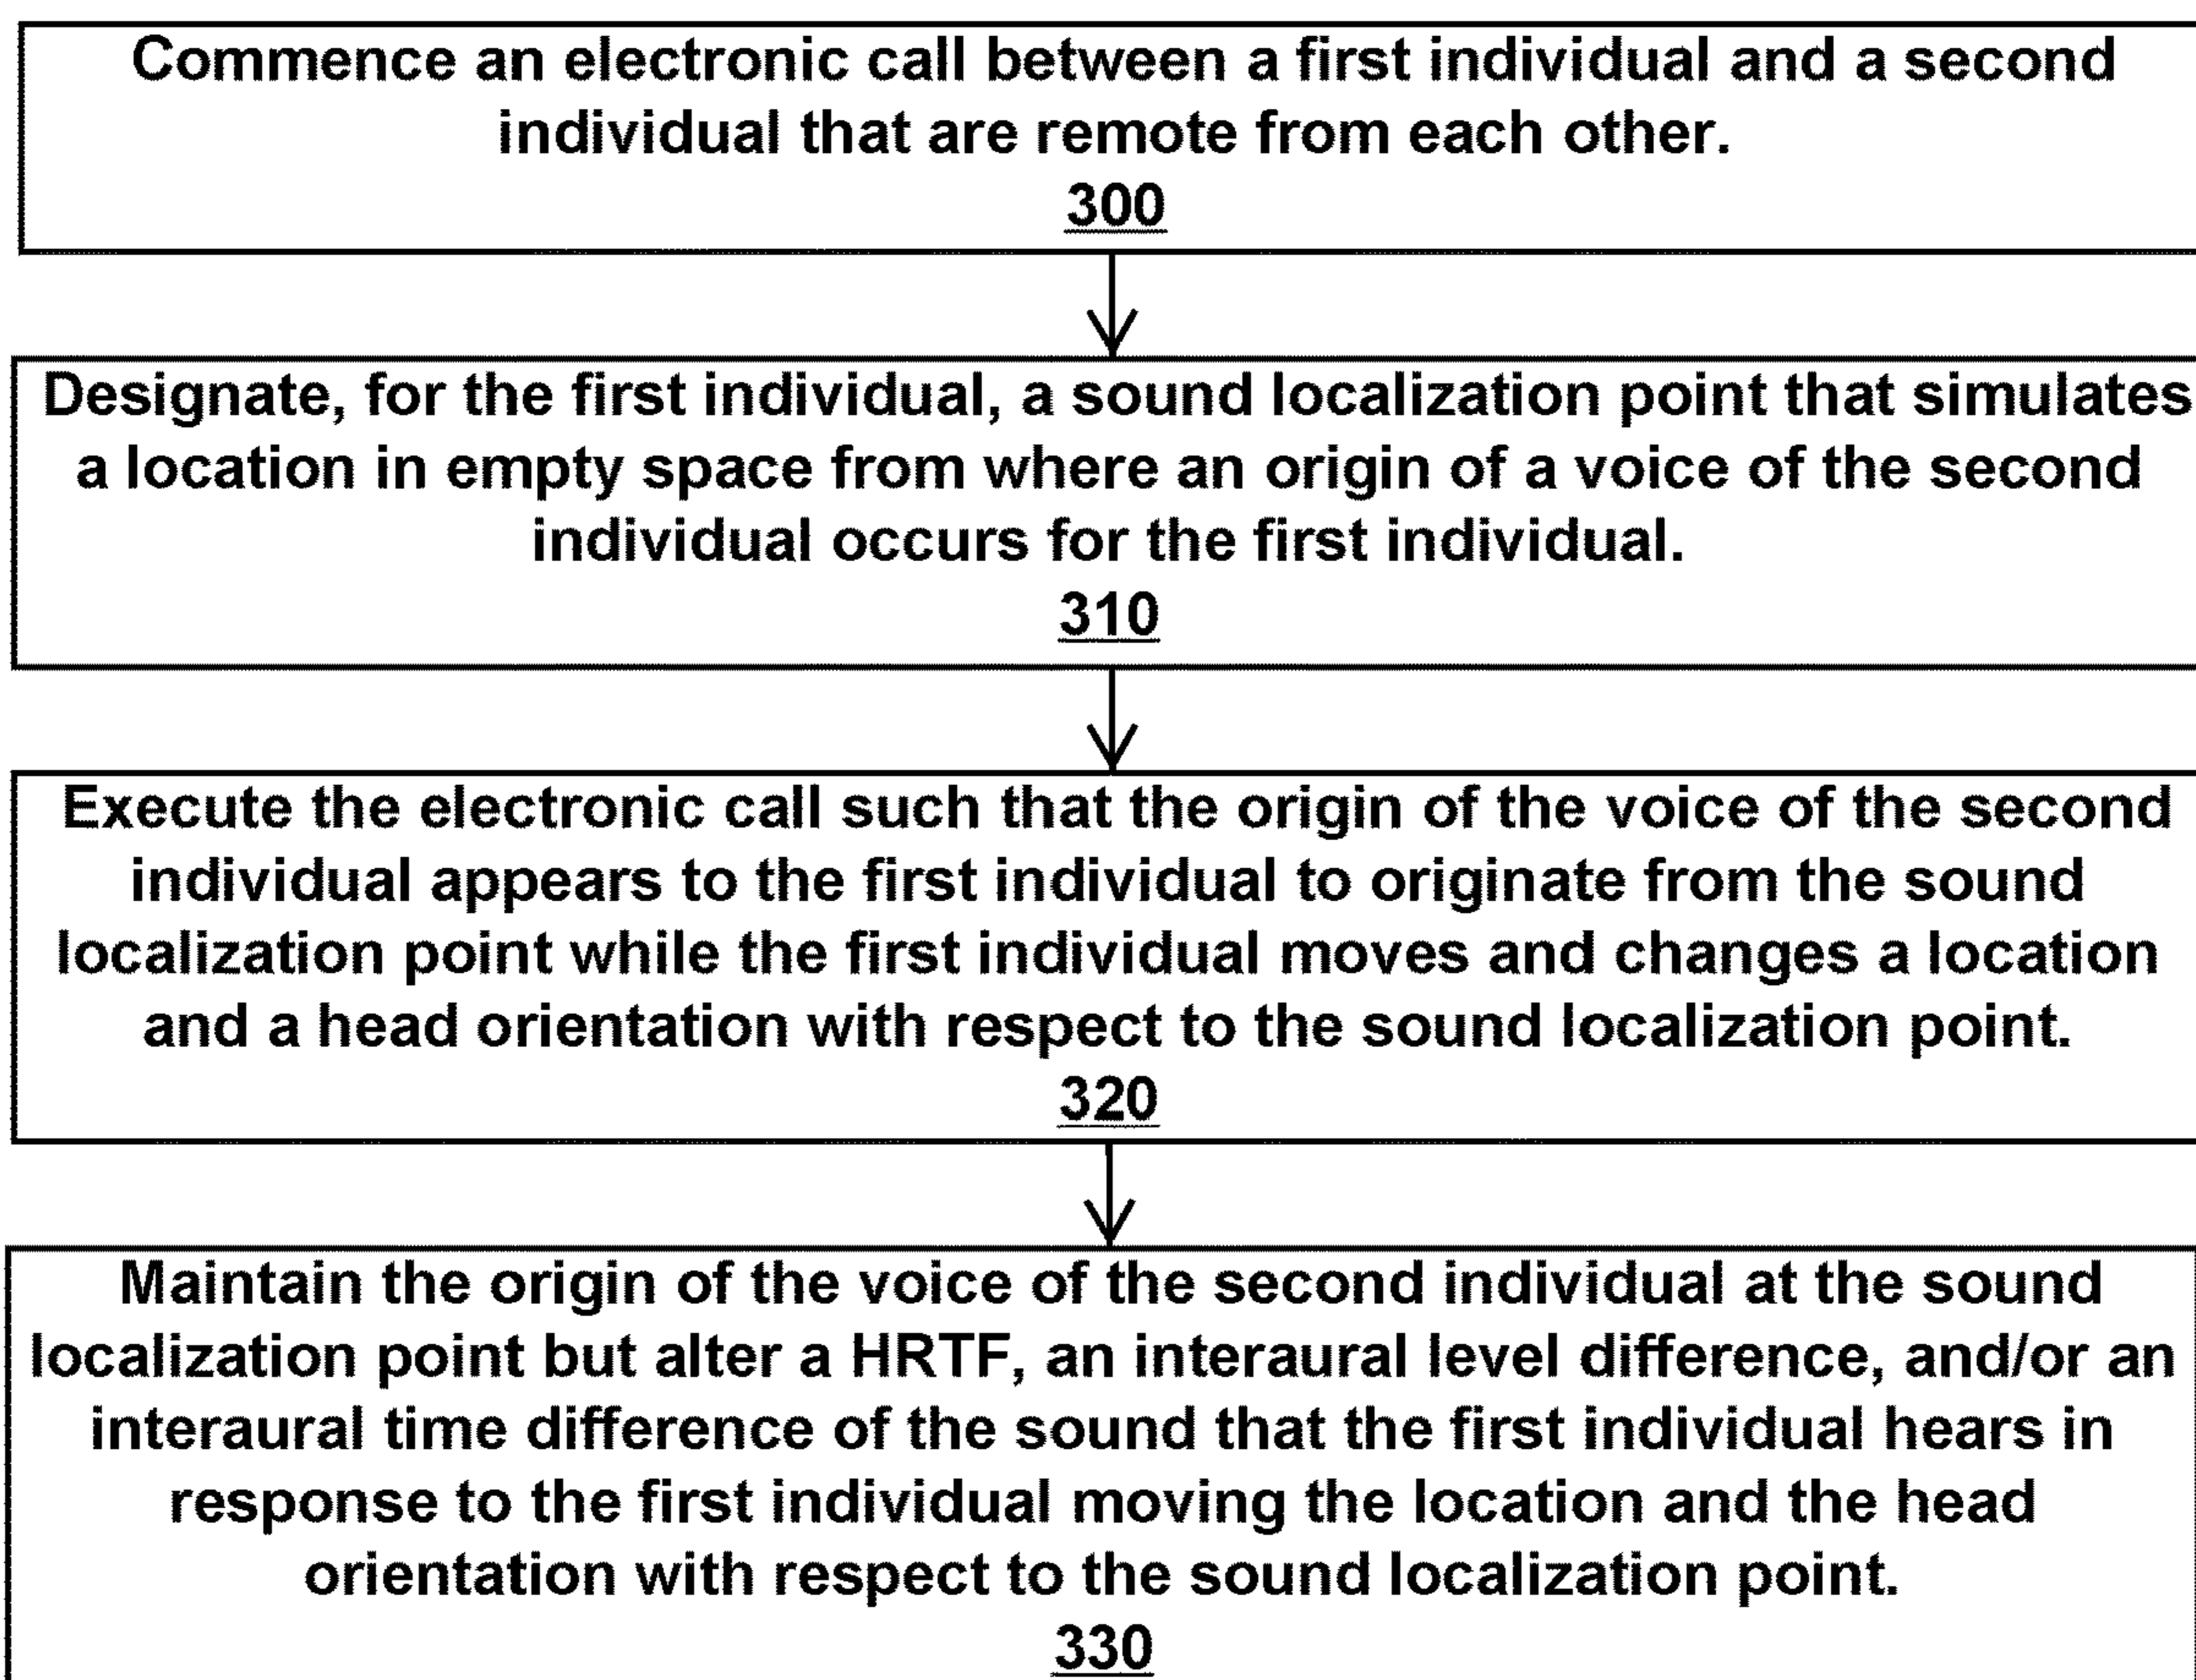 Commence an electronic call between a first individual and a second
individual that are remote from each other.
300
Designate, for the first individual, a sound localization point that simulates
a location in empty space from where an origin of a voice of the second
individual occurs for the first individual.
310
Execute the electronic call such that the origin of the voice of the second
individual appears to the first individual to originate from the sound
localization point while the first individual moves and changes a location
and a head orientation with respect to the sound localization point.
320
Maintain the origin of the voice of the second individual at the sound
localization point but alter a HRTF, an interaural level difference, and/or an
interaural time difference of the sound that the first individual hears in
response to the first individual moving the location and the head
orientation with respect to the sound localization point.
330